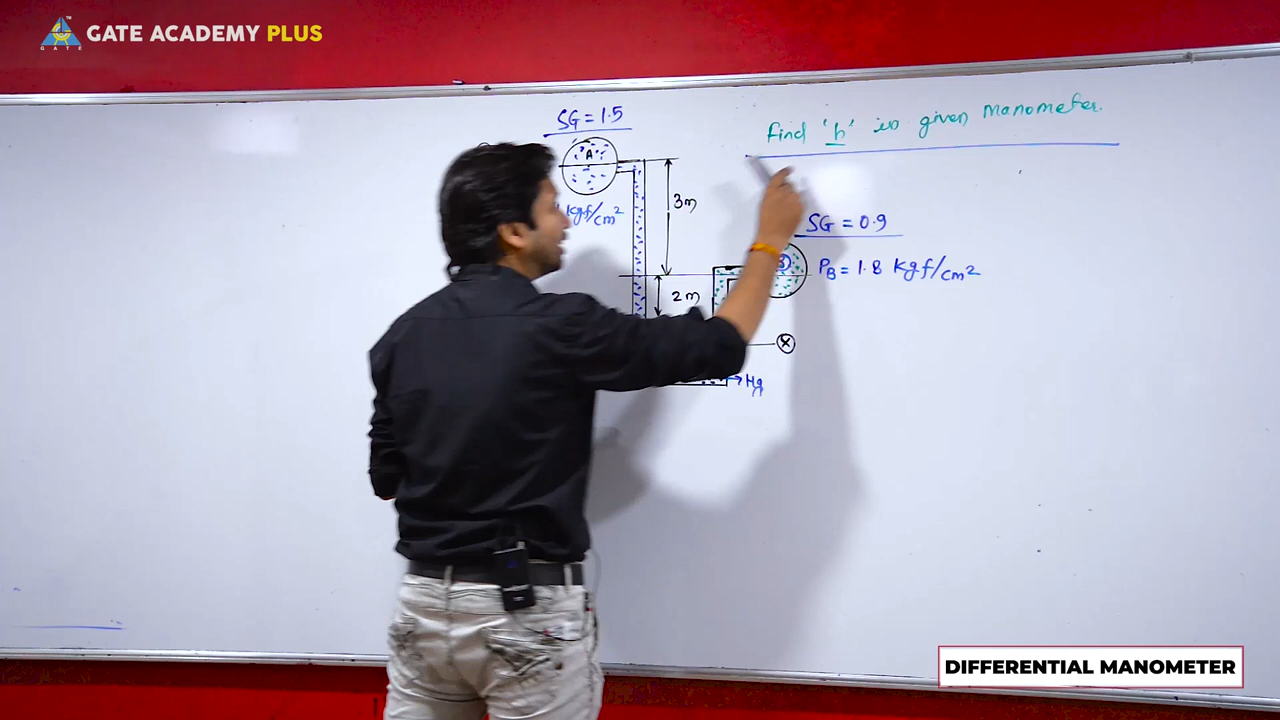 GATE ACADEMY PLUS
GATE
SG = 1.5
Find 'h' in given Manometer.
A
kgf/cm²
3m
SG = 0.9
B
P_B = 1.8 kgf/cm²
2m
X
Hg
DIFFERENTIAL MANOMETER